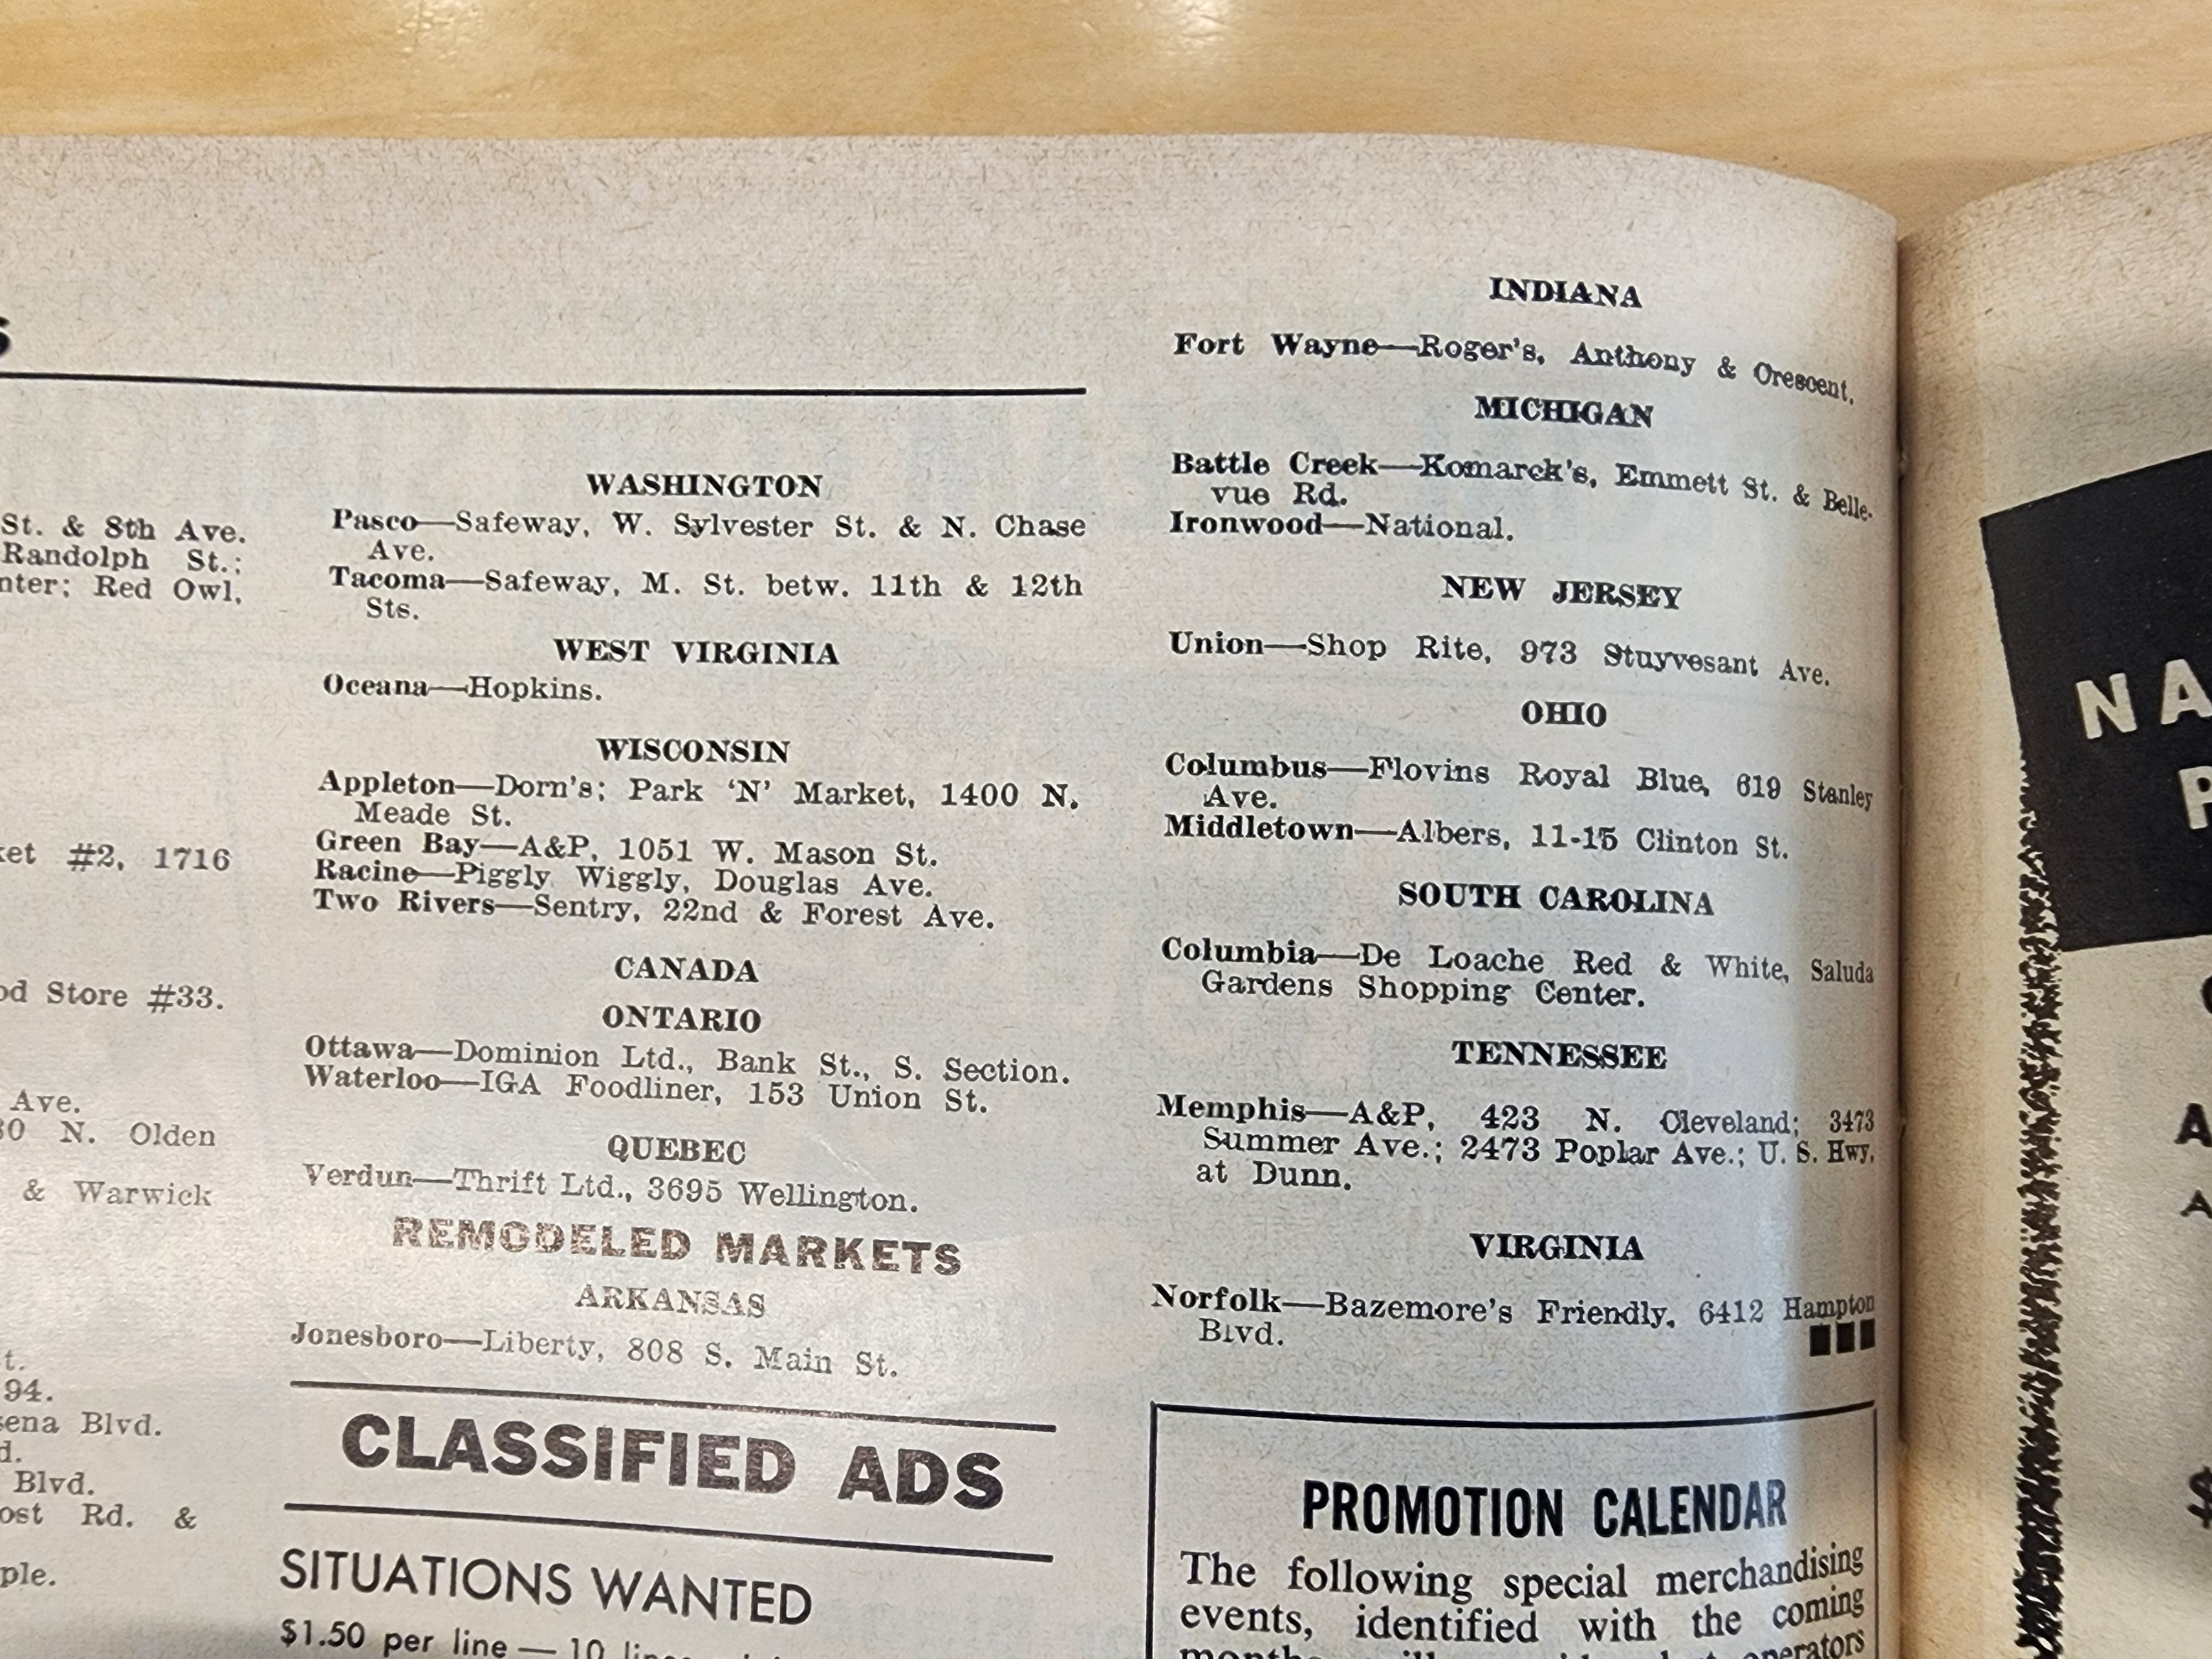 S
St. & 8th Ave.
Randolph St.;
nter; Red Owl,
ket #2, 1716
od Store #33.
Ave.
30 N. Olden
& Warwick
t.
94.
sena Blvd.
d.
Blvd.
ost Rd. &
ple.
WASHINGTON
Pasco—Safeway, W. Sylvester St. & N. Chase
Ave.
Tacoma—Safeway, M. St. betw. 11th & 12th
Sts.
WEST VIRGINIA
Oceana—Hopkins.
WISCONSIN
Appleton—Dorn's; Park 'N' Market, 1400 N.
Meade St.
Green Bay—A&P, 1051 W. Mason St.
Racine—Piggly Wiggly, Douglas Ave.
Two Rivers—Sentry, 22nd & Forest Ave.
CANADA
ONTARIO
Ottawa—Dominion Ltd., Bank St., S. Section.
Waterloo—IGA Foodliner, 153 Union St.
QUEBEC
Verdun—Thrift Ltd., 3695 Wellington.
REMODELED MARKETS
ARKANSAS
Jonesboro—Liberty, 808 S. Main St.
CLASSIFIED ADS
SITUATIONS WANTED
$1.50 per line — 10
INDIANA
Fort Wayne—Roger's, Anthony & Crescent.
MICHIGAN
Battle Creek—Komarck's, Emmett St. & Belle-
vue Rd.
Ironwood—National.
NEW JERSEY
Union—Shop Rite, 973 Stuyvesant Ave.
OHIO
Columbus—Flovins Royal Blue, 619 Stanley
Ave.
Middletown—Albers, 11-15 Clinton St.
SOUTH CAROLINA
Columbia—De Loache Red & White, Saluda
Gardens Shopping Center.
TENNESSEE
Memphis—A&P, 423 N. Cleveland; 3473
Summer Ave.; 2473 Poplar Ave.; U. S. Hwy.
at Dunn.
VIRGINIA
Norfolk—Bazemore's Friendly, 6412 Hampton
Blvd.
PROMOTION CALENDAR
The following special merchandising
events, identified with the coming
operators
NA
P
A
A
$